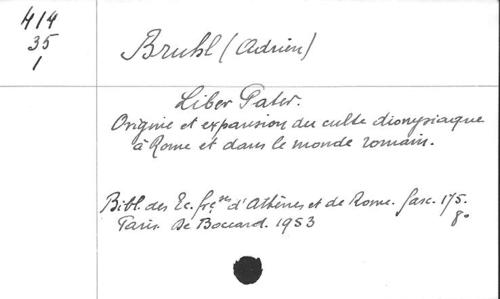 414
35
1
Bruhl (Adrien)
Liber Pater.
Origine et expansion du culte dionysiaque
à Rome et dans le monde romain.
Bibl. des Ec. frçses d'Athènes et de Rome. fasc. 175.
Paris De Boccard. 1953 8°